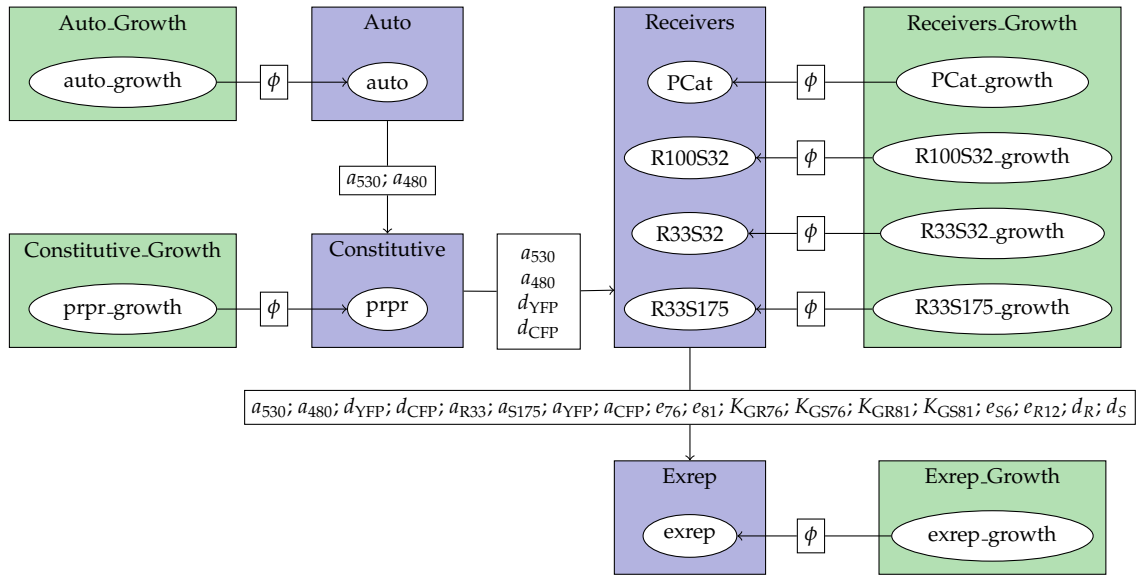 Auto_Growth
Auto
Receivers
Receivers_Growth
auto_growth
ϕ
auto
PCat
ϕ
PCat_growth
R100S32
ϕ
R100S32_growth
a530; a480
R33S32
ϕ
R33S32_growth
Constitutive_Growth
Constitutive
a530
a480
dYFP
dCFP
prpr_growth
ϕ
prpr
R33S175
ϕ
R33S175_growth
a530; a480; dYFP; dCFP; aR33; aS175; aYFP; aCFP; e76; e81; KGR76; KGS76; KGR81; KGS81; eS6; eR12; dR; dS
Exrep
Exrep_Growth
exrep
ϕ
exrep_growth